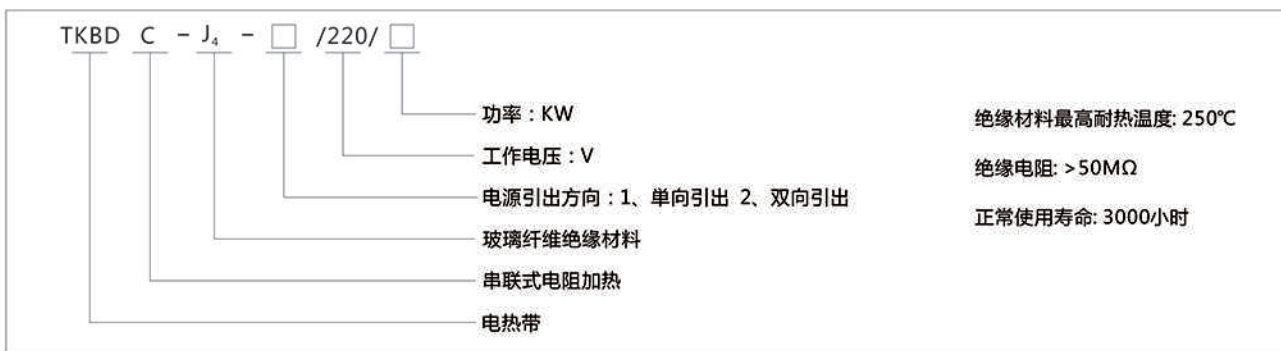 TKBD C - J₄ - □ /220/ □
功率：KW
工作电压：V
电源引出方向：1、单向引出 2、双向引出
玻璃纤维绝缘材料
串联式电阻加热
电热带
绝缘材料最高耐热温度: 250℃
绝缘电阻: >50MΩ
正常使用寿命: 3000小时